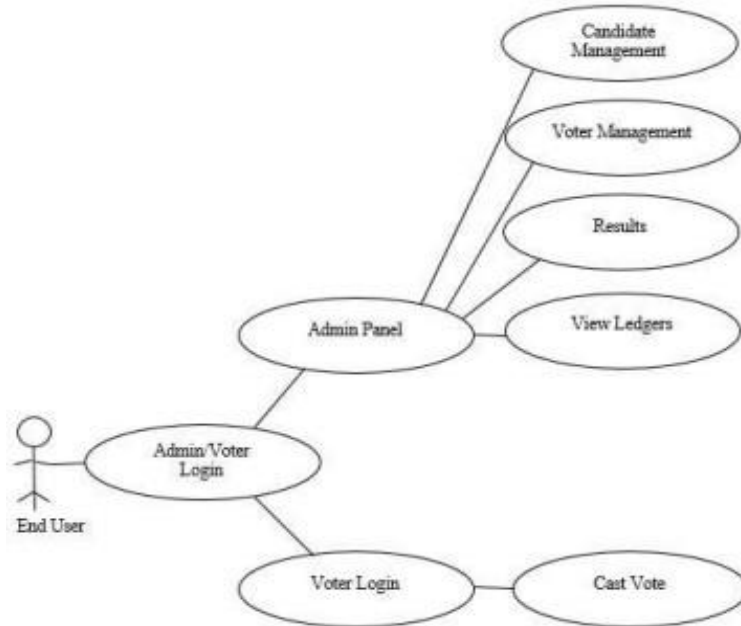 Candidate
Management
Voter Management
Results
View Ledgers
Admin Panel
Admin/Voter
Login
End User
Voter Login
Cast Vote